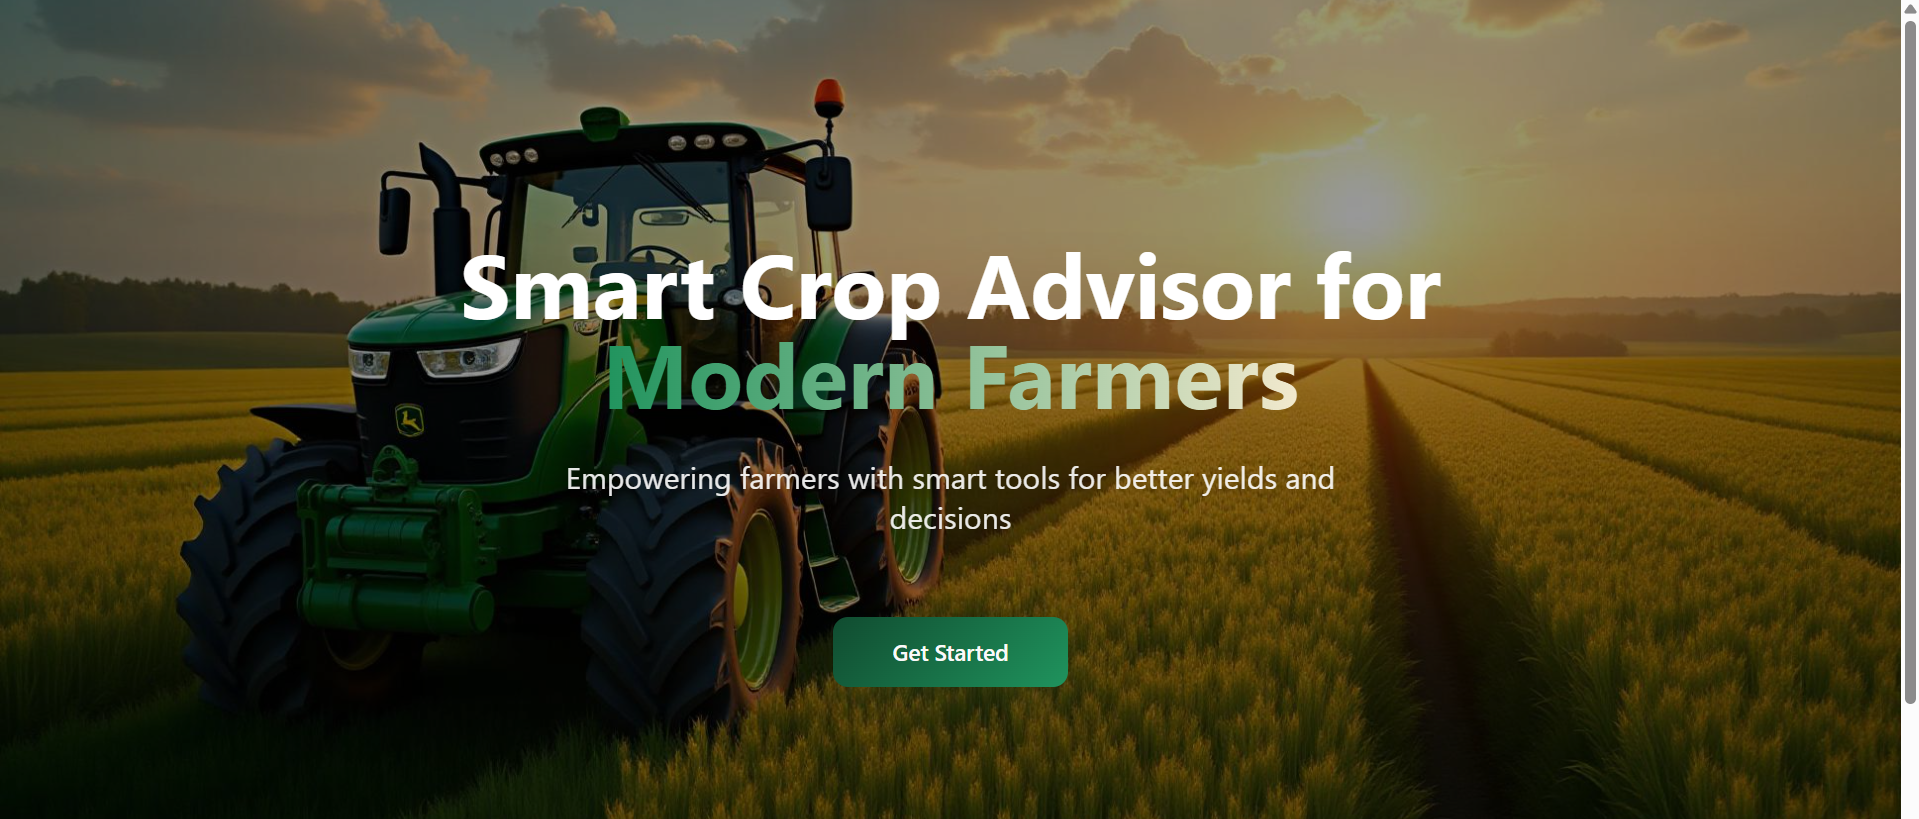 Smart Crop Advisor for
Modern Farmers
Empowering farmers with smart tools for better yields and
decisions
Get Started